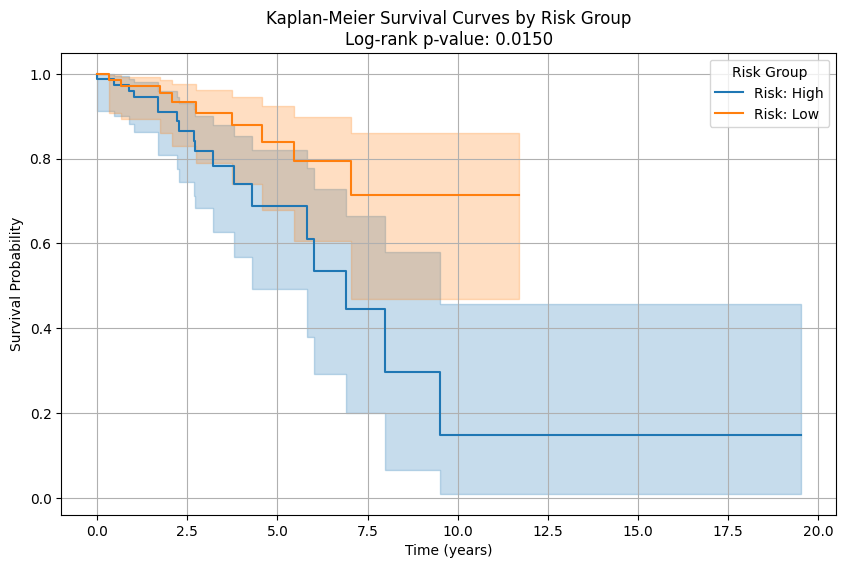 Kaplan-Meier Survival Curves by Risk Group
Log-rank p-value: 0.0150
Risk Group
Risk: High
Risk: Low
Survival Probability
1.0
0.8
0.6
0.4
0.2
0.0
0.0 2.5 5.0 7.5 10.0 12.5 15.0 17.5 20.0
Time (years)